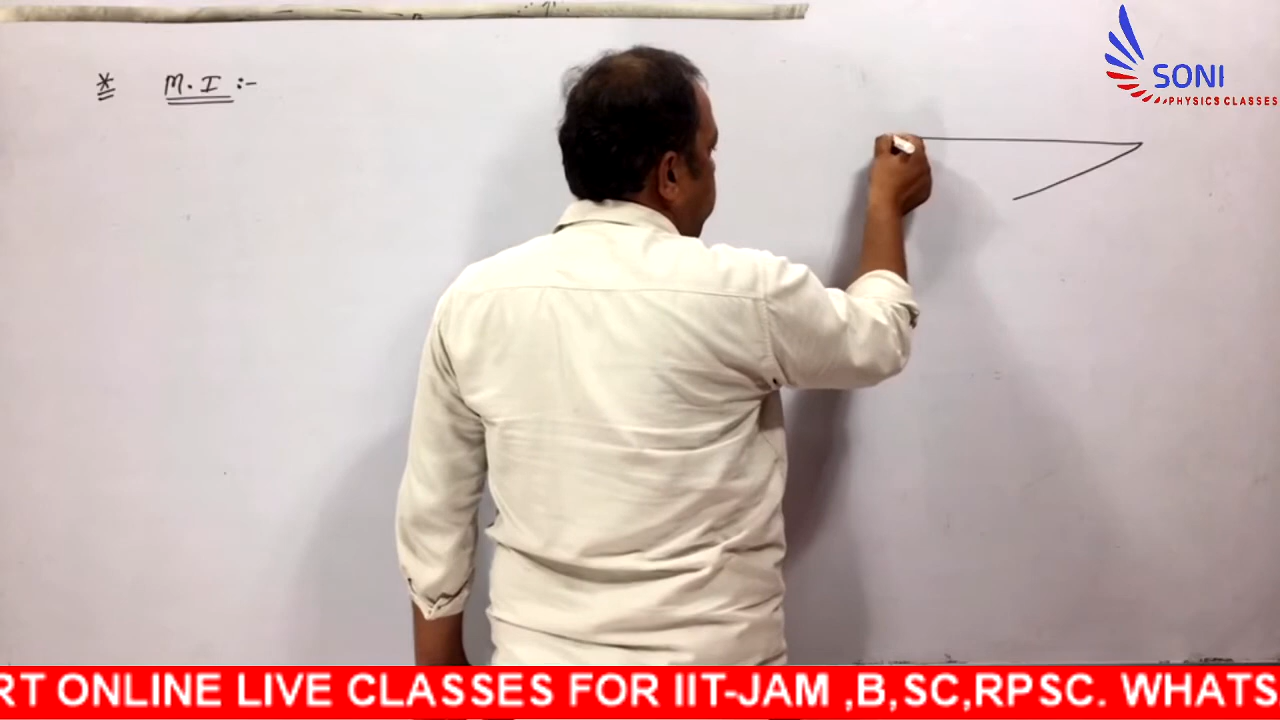 * M.I :-
SONI
PHYSICS CLASSES
RT ONLINE LIVE CLASSES FOR IIT-JAM ,B,SC,RPSC. WHATS